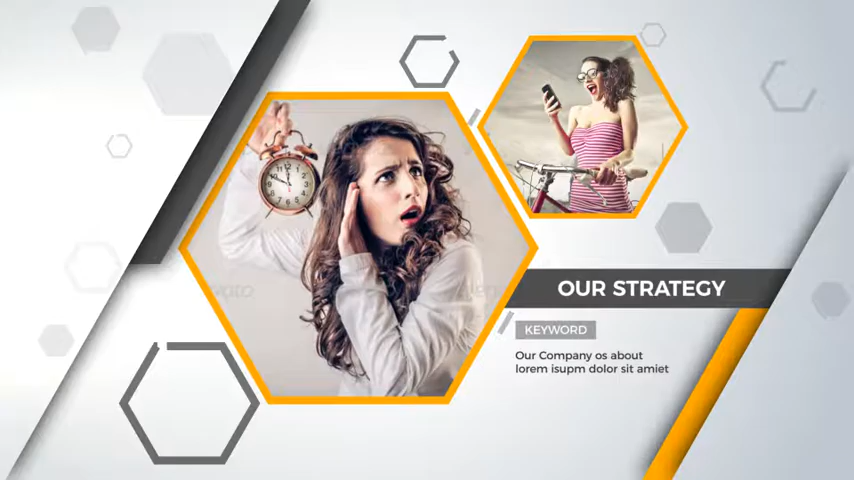 OUR STRATEGY
KEYWORD
Our Company os about
lorem isupm dolor sit amiet